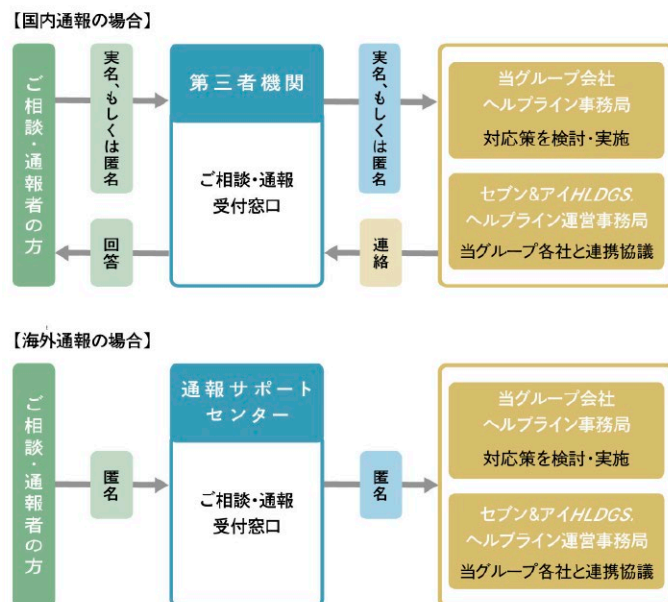 【国内通報の場合】
ご相談・通報者の方
実名、もしくは匿名
第三者機関
ご相談・通報
受付窓口
実名、もしくは匿名
当グループ会社
ヘルプライン事務局
対応策を検討・実施
セブン&アイHLDGS.
ヘルプライン運営事務局
当グループ各社と連携協議
連絡
回答
【海外通報の場合】
ご相談・通報者の方
匿名
通報サポート
センター
ご相談・通報
受付窓口
匿名
当グループ会社
ヘルプライン事務局
対応策を検討・実施
セブン&アイHLDGS.
ヘルプライン運営事務局
当グループ各社と連携協議